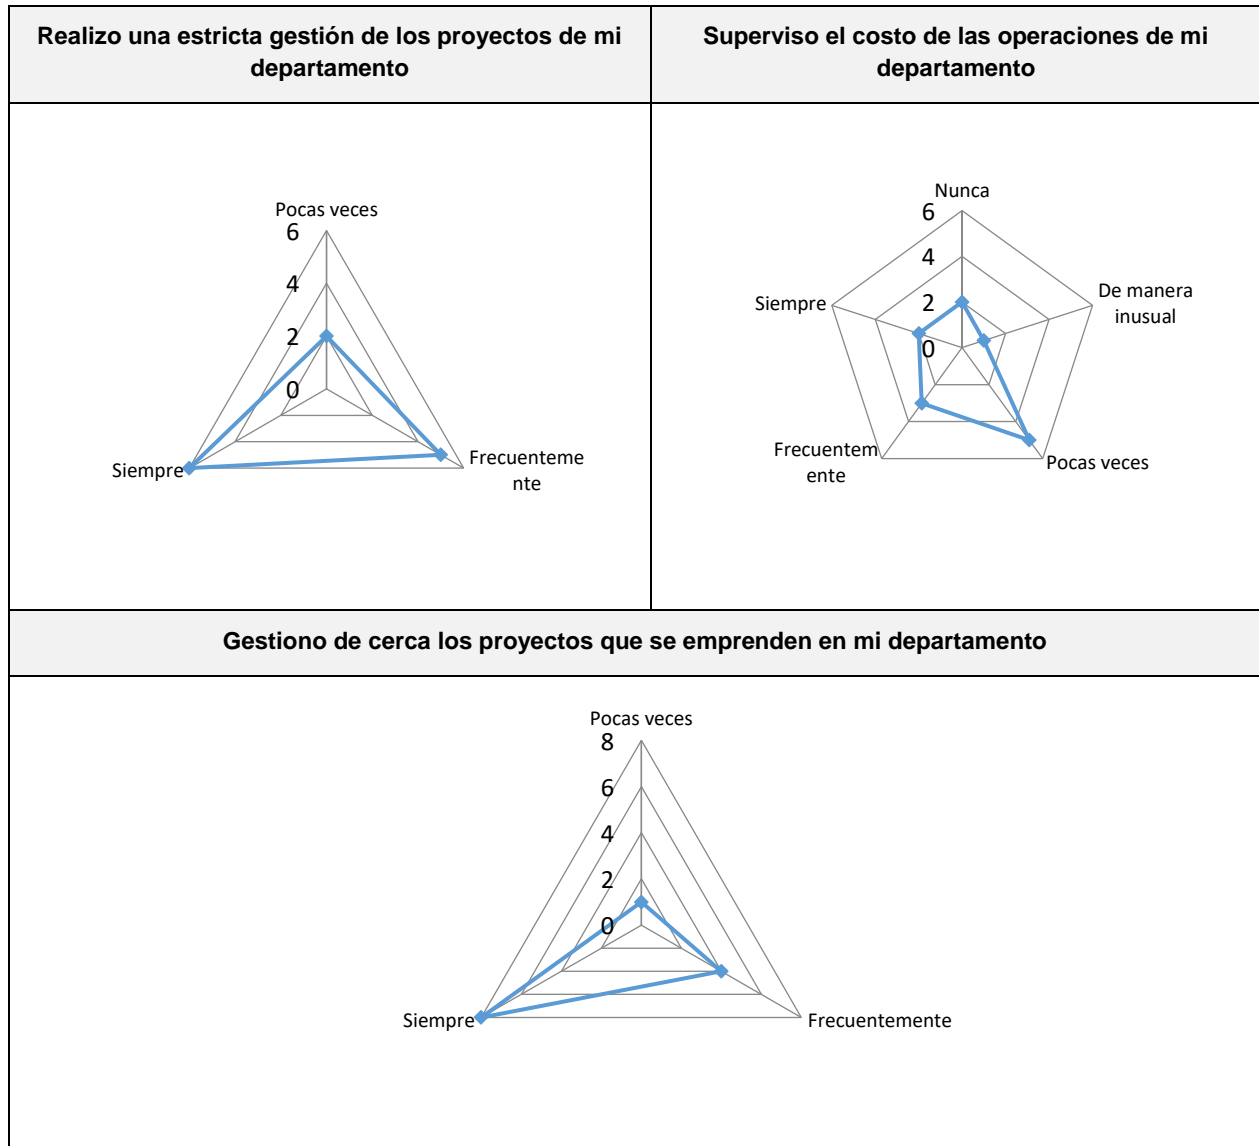 Realizo una estricta gestión de los proyectos de mi
departamento
Superviso el costo de las operaciones de mi
departamento
Pocas veces
6
4
2
0
Siempre
Frecuenteme
nte
Nunca
6
4
2
0
De manera
inusual
Siempre
Frecuentem
ente
Pocas veces
Gestiono de cerca los proyectos que se emprenden en mi departamento
Pocas veces
8
6
4
2
0
Siempre
Frecuentemente